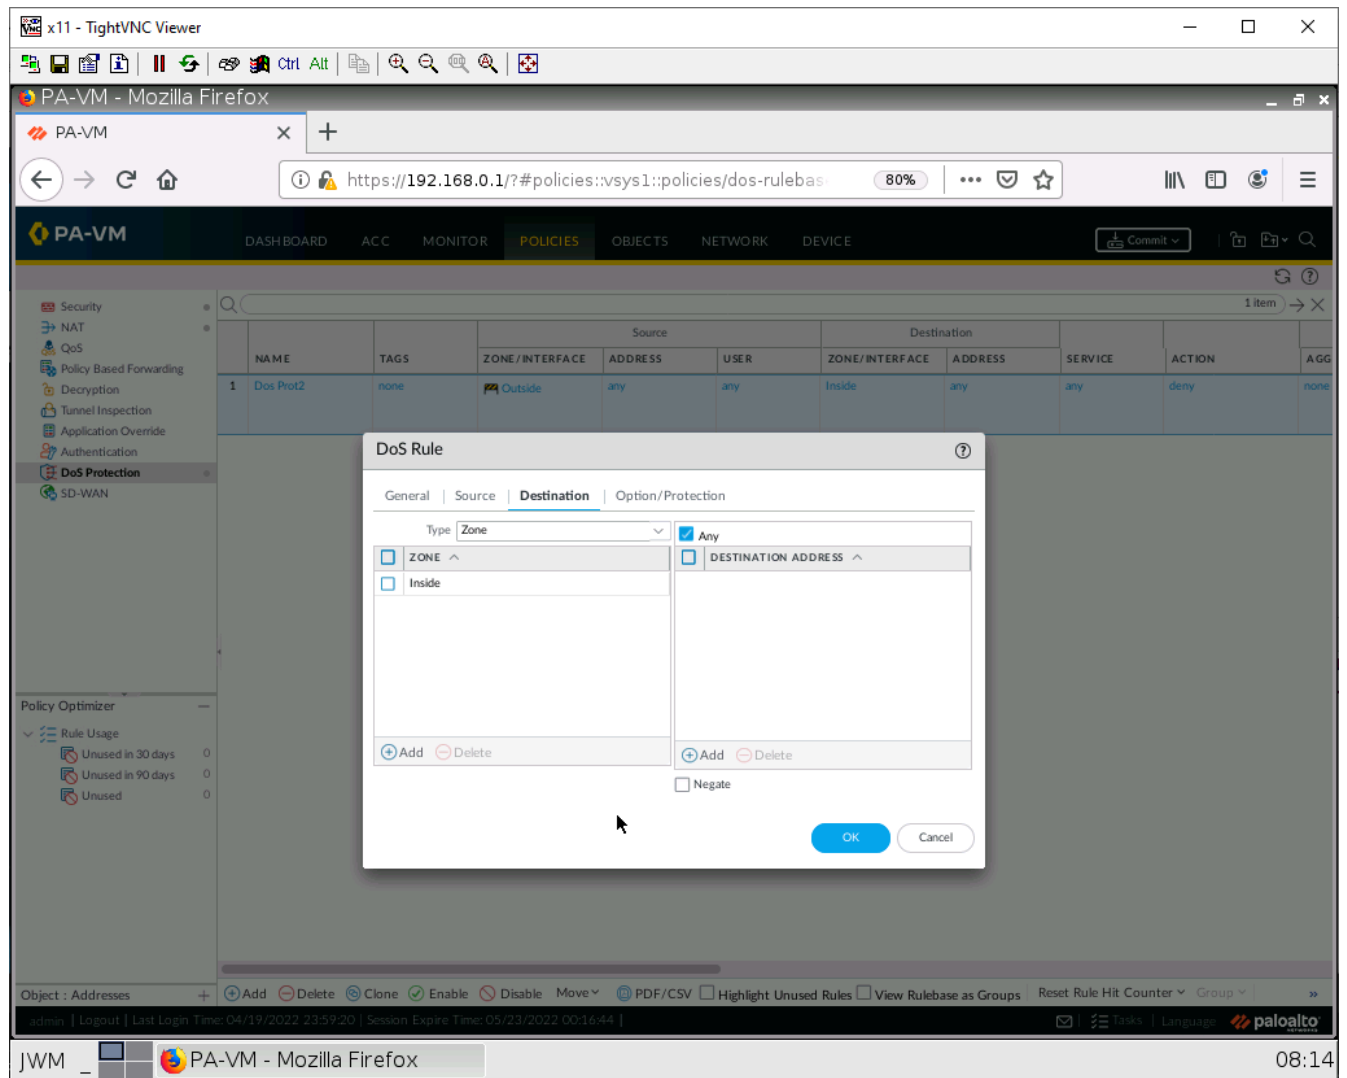 x11 - TightVNC Viewer
Ctrl Alt
PA-VM - Mozilla Firefox
PA-VM
https://192.168.0.1/?#policies::vsys1::policies/dos-rulebas
80%
PA-VM
DASHBOARD ACC MONITOR POLICIES OBJECTS NETWORK DEVICE
Commit
1 item
Security
NAT
QoS
Policy Based Forwarding
Decryption
Tunnel Inspection
Application Override
Authentication
DoS Protection
SD-WAN
Source Destination
NAME TAGS ZONE/INTERFACE ADDRESS USER ZONE/INTERFACE ADDRESS SERVICE ACTION AGG
1 Dos Prot2 none Outside any any Inside any any deny none
DoS Rule
General Source Destination Option/Protection
Type Zone
Any
ZONE
DESTINATION ADDRESS
Inside
Add Delete
Add Delete
Negate
OK Cancel
Policy Optimizer
Rule Usage
Unused in 30 days 0
Unused in 90 days 0
Unused 0
Object : Addresses
Add Delete Clone Enable Disable Move PDF/CSV Highlight Unused Rules View Rulebase as Groups Reset Rule Hit Counter Group »
admin | Logout | Last Login Time: 04/19/2022 23:59:20 | Session Expire Time: 05/23/2022 00:16:44 |
Tasks | Language paloalto
NETWORKS
JWM _ PA-VM - Mozilla Firefox 08:14